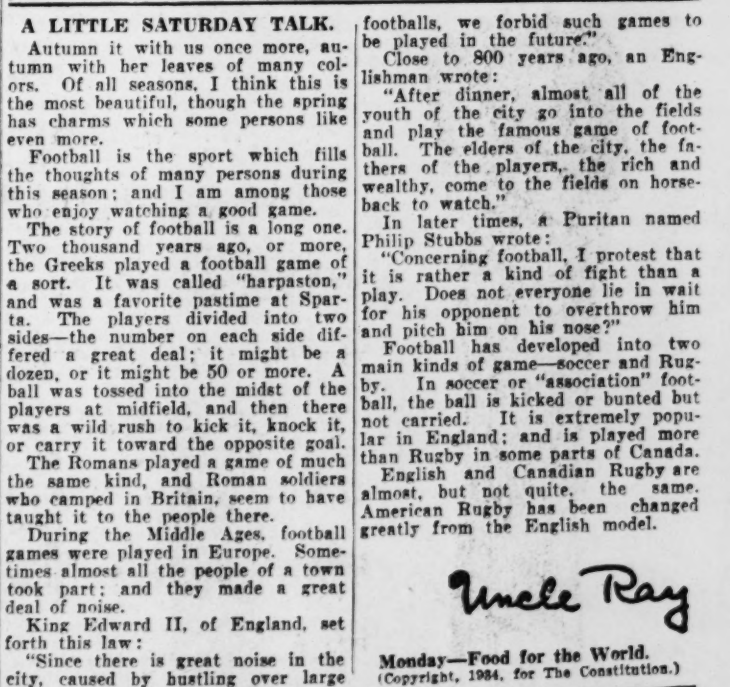 A LITTLE SATURDAY TALK.
Autumn it with us once more, au-
tumn with her leaves of many col-
ors. Of all seasons, I think this is
the most beautiful, though the spring
has charms which some persons like
even more.
Football is the sport which fills
the thoughts of many persons during
this season; and I am among those
who enjoy watching a good game.
The story of football is a long one.
Two thousand years ago, or more,
the Greeks played a football game of
a sort. It was called "harpaston,"
and was a favorite pastime at Spar-
ta. The players divided into two
sides—the number on each side dif-
fered a great deal; it might be a
dozen, or it might be 50 or more. A
ball was tossed into the midst of the
players at midfield, and then there
was a wild rush to kick it, knock it,
or carry it toward the opposite goal.
The Romans played a game of much
the same kind, and Roman soldiers
who camped in Britain, seem to have
taught it to the people there.
During the Middle Ages, football
games were played in Europe. Some-
times almost all the people of a town
took part; and they made a great
deal of noise.
King Edward II, of England, set
forth this law:
"Since there is great noise in the
city, caused by hustling over large
footballs, we forbid such games to
be played in the future."
Close to 800 years ago, an Eng-
lishman wrote:
"After dinner, almost all of the
youth of the city go into the fields
and play the famous game of foot-
ball. The elders of the city, the fa-
thers of the players, the rich and
wealthy, come to the fields on horse-
back to watch."
In later times, a Puritan named
Philip Stubbs wrote:
"Concerning football, I protest that
it is rather a kind of fight than a
play. Does not everyone lie in wait
for his opponent to overthrow him
and pitch him on his nose?"
Football has developed into two
main kinds of game—soccer and Rug-
by. In soccer or "association" foot-
ball, the ball is kicked or bunted but
not carried. It is extremely popu-
lar in England; and is played more
than Rugby in some parts of Canada.
English and Canadian Rugby are
almost, but not quite, the same.
American Rugby has been changed
greatly from the English model.
Uncle Ray
Monday—Food for the World.
(Copyright, 1934, for The Constitution.)